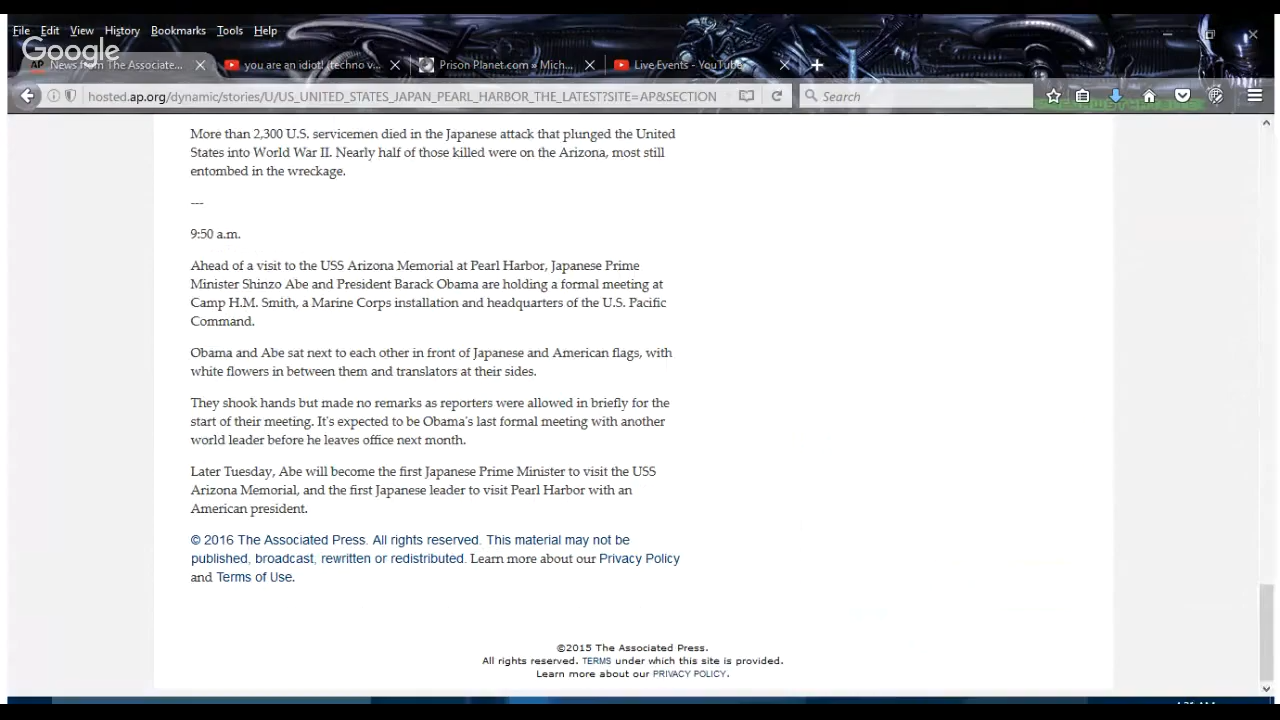 File Edit View History Bookmarks Tools Help
Google
AP News from The Associate... you are an idiot! (techno v... Prison Planet.com » Mich... Live Events - YouTube
hosted.ap.org/dynamic/stories/U/US_UNITED_STATES_JAPAN_PEARL_HARBOR_THE_LATEST?SITE=AP&SECTION Search
More than 2,300 U.S. servicemen died in the Japanese attack that plunged the United
States into World War II. Nearly half of those killed were on the Arizona, most still
entombed in the wreckage.
---
9:50 a.m.
Ahead of a visit to the USS Arizona Memorial at Pearl Harbor, Japanese Prime
Minister Shinzo Abe and President Barack Obama are holding a formal meeting at
Camp H.M. Smith, a Marine Corps installation and headquarters of the U.S. Pacific
Command.
Obama and Abe sat next to each other in front of Japanese and American flags, with
white flowers in between them and translators at their sides.
They shook hands but made no remarks as reporters were allowed in briefly for the
start of their meeting. It's expected to be Obama's last formal meeting with another
world leader before he leaves office next month.
Later Tuesday, Abe will become the first Japanese Prime Minister to visit the USS
Arizona Memorial, and the first Japanese leader to visit Pearl Harbor with an
American president.
© 2016 The Associated Press. All rights reserved. This material may not be
published, broadcast, rewritten or redistributed. Learn more about our Privacy Policy
and Terms of Use.
©2015 The Associated Press.
All rights reserved. TERMS under which this site is provided.
Learn more about our PRIVACY POLICY.